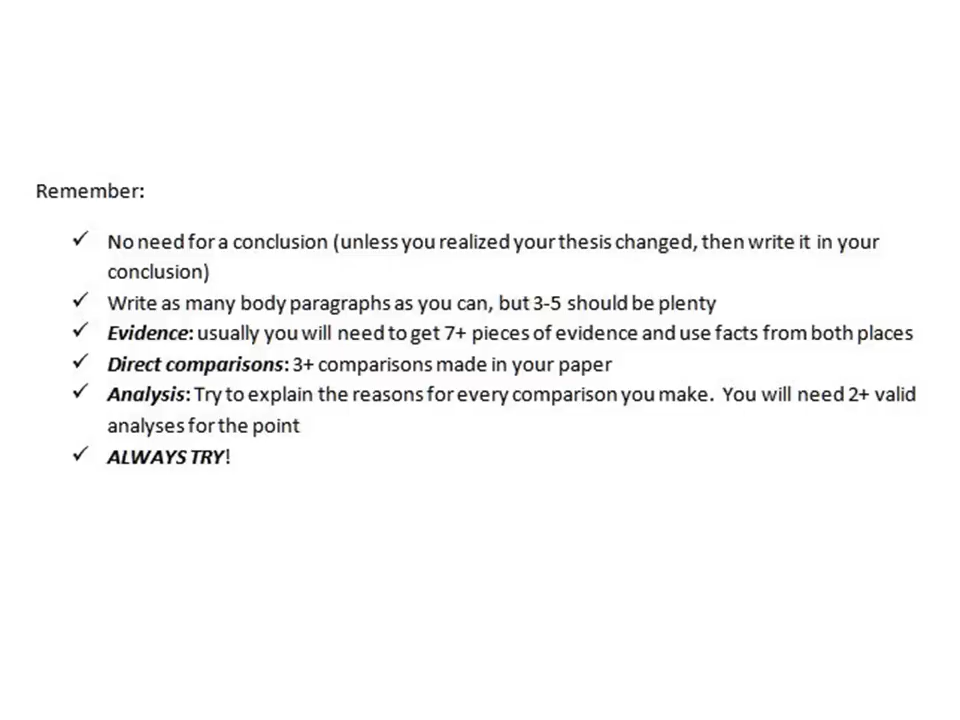 Remember:
✓ No need for a conclusion (unless you realized your thesis changed, then write it in your
conclusion)
✓ Write as many body paragraphs as you can, but 3-5 should be plenty
✓ Evidence: usually you will need to get 7+ pieces of evidence and use facts from both places
✓ Direct comparisons: 3+ comparisons made in your paper
✓ Analysis: Try to explain the reasons for every comparison you make. You will need 2+ valid
analyses for the point
✓ ALWAYS TRY!